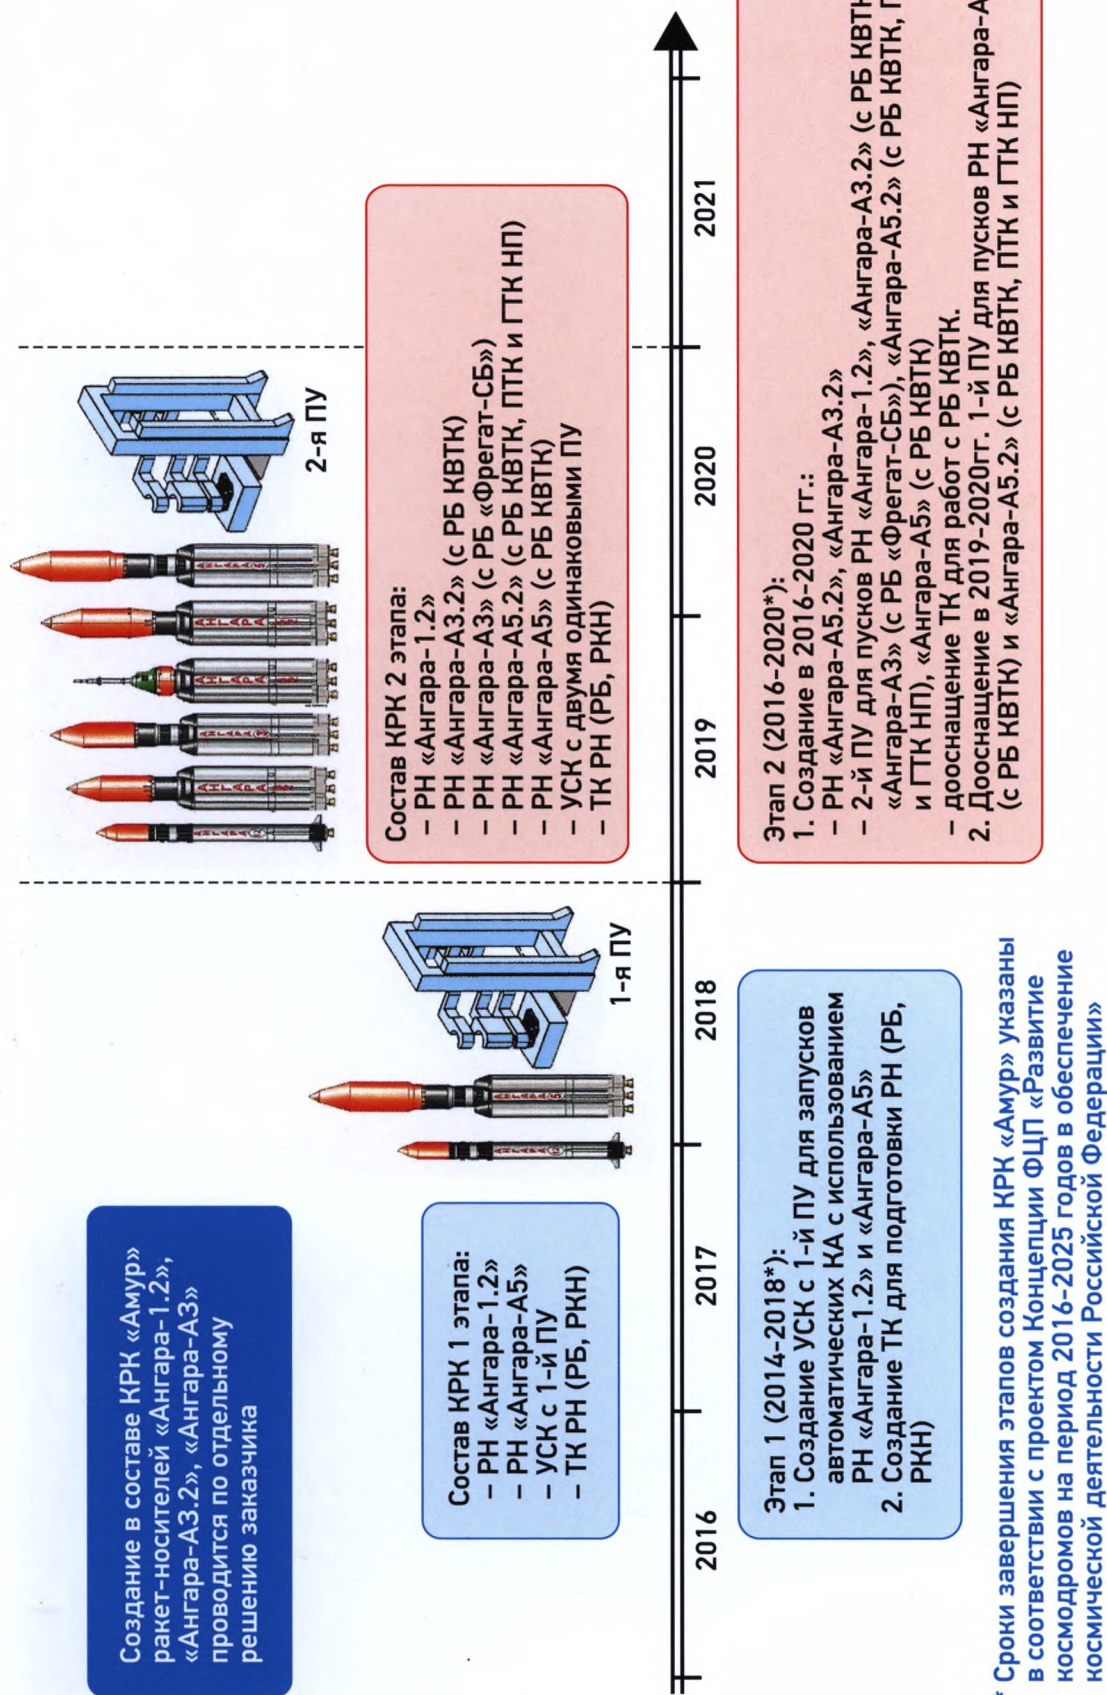 Создание в составе КРК «Амур»
ракет-носителей «Ангара-1.2»,
«Ангара-А3.2», «Ангара-А3»
проводится по отдельному
решению заказчика
АНГАРА
АНГАРА
АНГАРА
АНГАРА
АНГАРА
АНГАРА
2-я ПУ
Состав КРК 1 этапа:
– РН «Ангара-1.2»
– РН «Ангара-А5»
– УСК с 1-й ПУ
– ТК РН (РБ, РКН)
АНГАРА
АНГАРА
1-я ПУ
Состав КРК 2 этапа:
– РН «Ангара-1.2»
– РН «Ангара-А3.2» (с РБ КВТК)
– РН «Ангара-А3» (с РБ «Фрегат-СБ»)
– РН «Ангара-А5.2» (с РБ КВТК, ПТК и ГТК НП)
– РН «Ангара-А5» (с РБ КВТК)
– УСК с двумя одинаковыми ПУ
– ТК РН (РБ, РКН)
2016 2017 2018 2019 2020 2021
Этап 1 (2014-2018*):
1. Создание УСК с 1-й ПУ для запусков
автоматических КА с использованием
РН «Ангара-1.2» и «Ангара-А5»
2. Создание ТК для подготовки РН (РБ,
РКН)
Этап 2 (2016-2020*):
1. Создание в 2016-2020 гг.:
– РН «Ангара-А5.2», «Ангара-А3.2»
– 2-й ПУ для пусков РН «Ангара-1.2», «Ангара-А3.2» (с РБ КВТК
«Ангара-А3» (с РБ «Фрегат-СБ»), «Ангара-А5.2» (с РБ КВТК,
и ГТК НП), «Ангара-А5» (с РБ КВТК)
– дооснащение ТК для работ с РБ КВТК.
2. Дооснащение в 2019-2020гг. 1-й ПУ для пусков РН «Ангара-А
(с РБ КВТК) и «Ангара-А5.2» (с РБ КВТК, ПТК и ГТК НП)
* Сроки завершения этапов создания КРК «Амур» указаны
в соответствии с проектом Концепции ФЦП «Развитие
космодромов на период 2016-2025 годов в обеспечение
космической деятельности Российской Федерации»